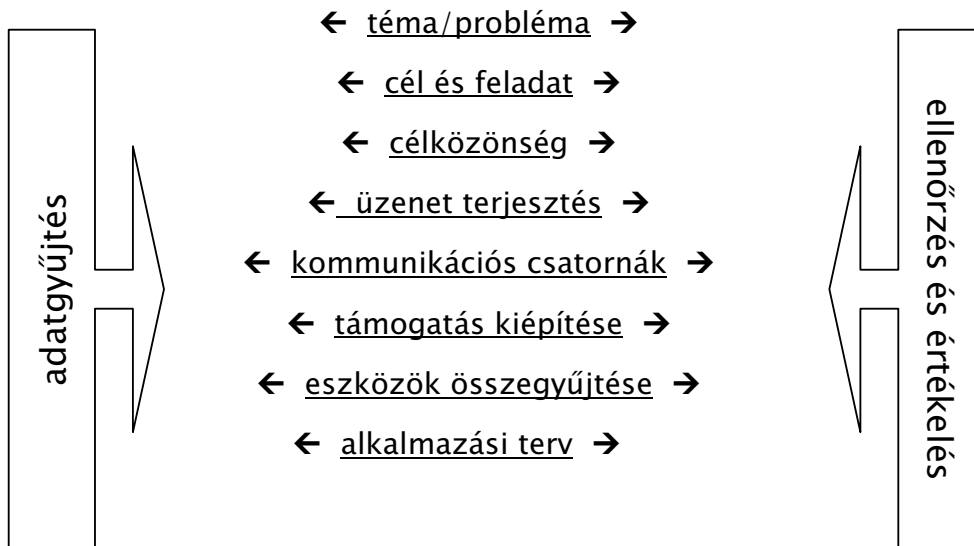 ← téma/probléma →
← cél és feladat →
← célközönség →
← üzenet terjesztés →
← kommunikációs csatornák →
← támogatás kiépítése →
← eszközök összegyűjtése →
← alkalmazási terv →
adatgyűjtés
ellenőrzés és értékelés